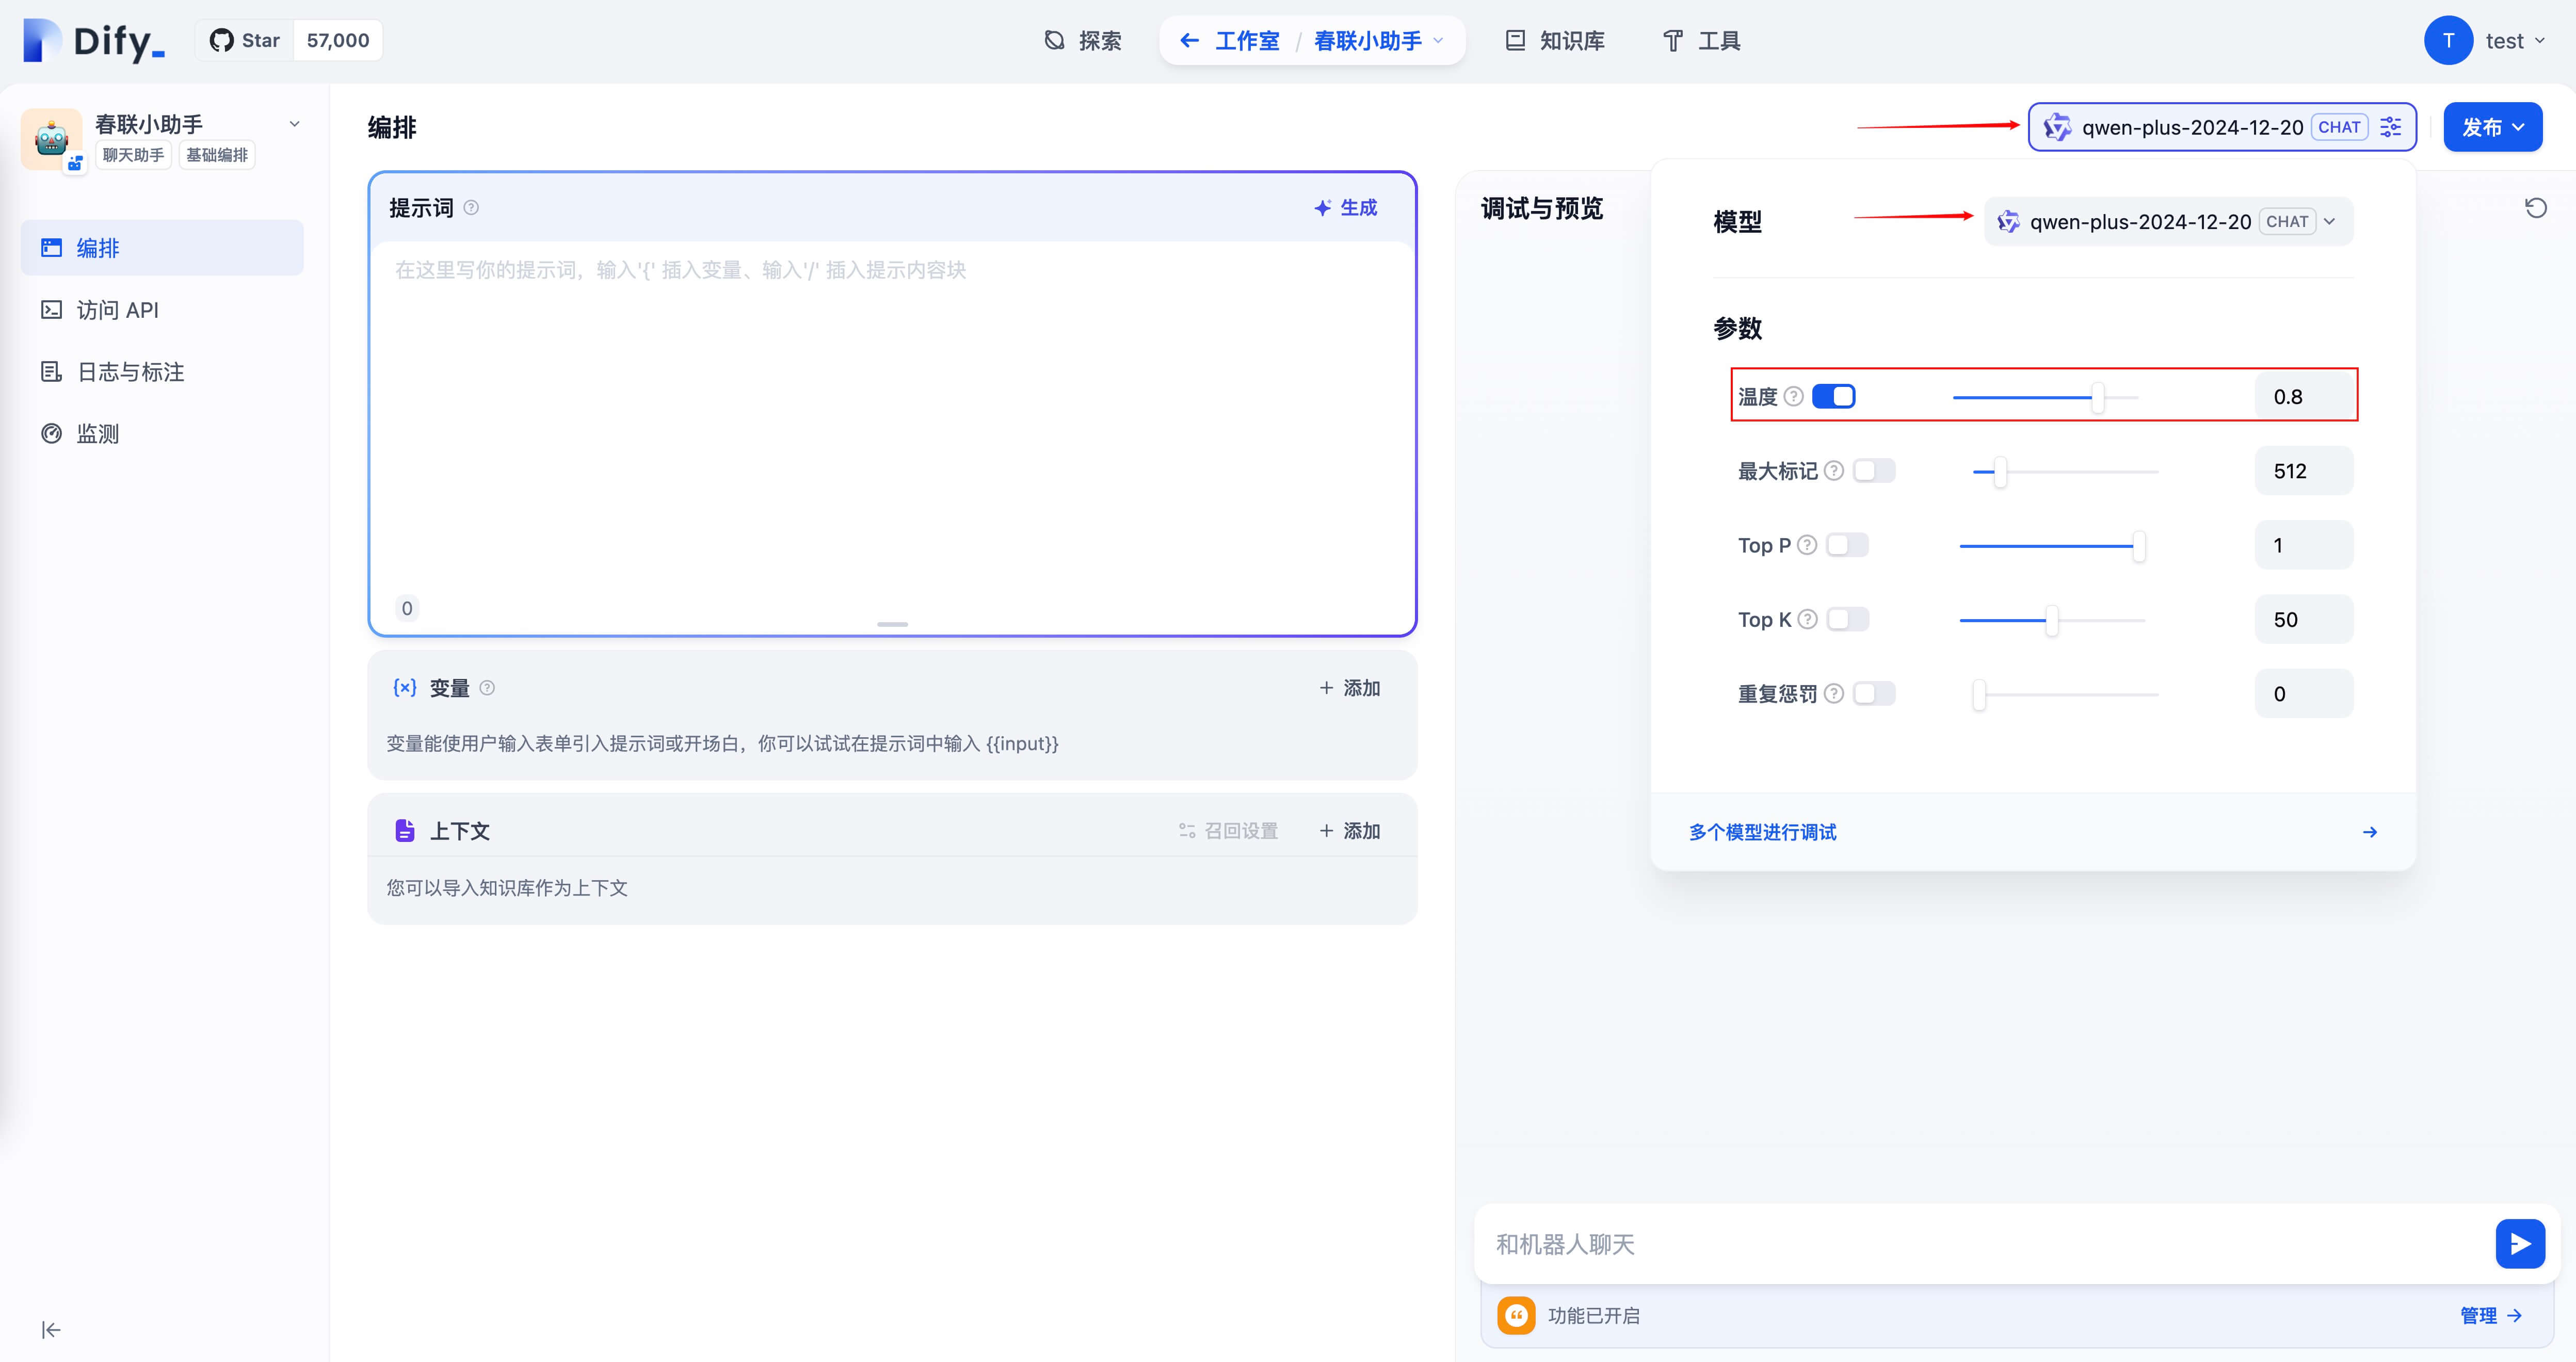 Dify_
Star 57,000
探索
工作室 / 春联小助手
知识库
工具
T test
春联小助手
聊天助手 基础编排
编排
访问 API
日志与标注
监测
编排
qwen-plus-2024-12-20 CHAT
发布
提示词
生成
在这里写你的提示词，输入'{' 插入变量、输入'/' 插入提示内容块
0
{x} 变量
+ 添加
变量能使用户输入表单引入提示词或开场白，你可以试试在提示词中输入 {{input}}
上下文
召回设置
+ 添加
您可以导入知识库作为上下文
调试与预览
模型
qwen-plus-2024-12-20 CHAT
参数
温度 0.8
最大标记 512
Top P 1
Top K 50
重复惩罚 0
多个模型进行调试
和机器人聊天
功能已开启
管理